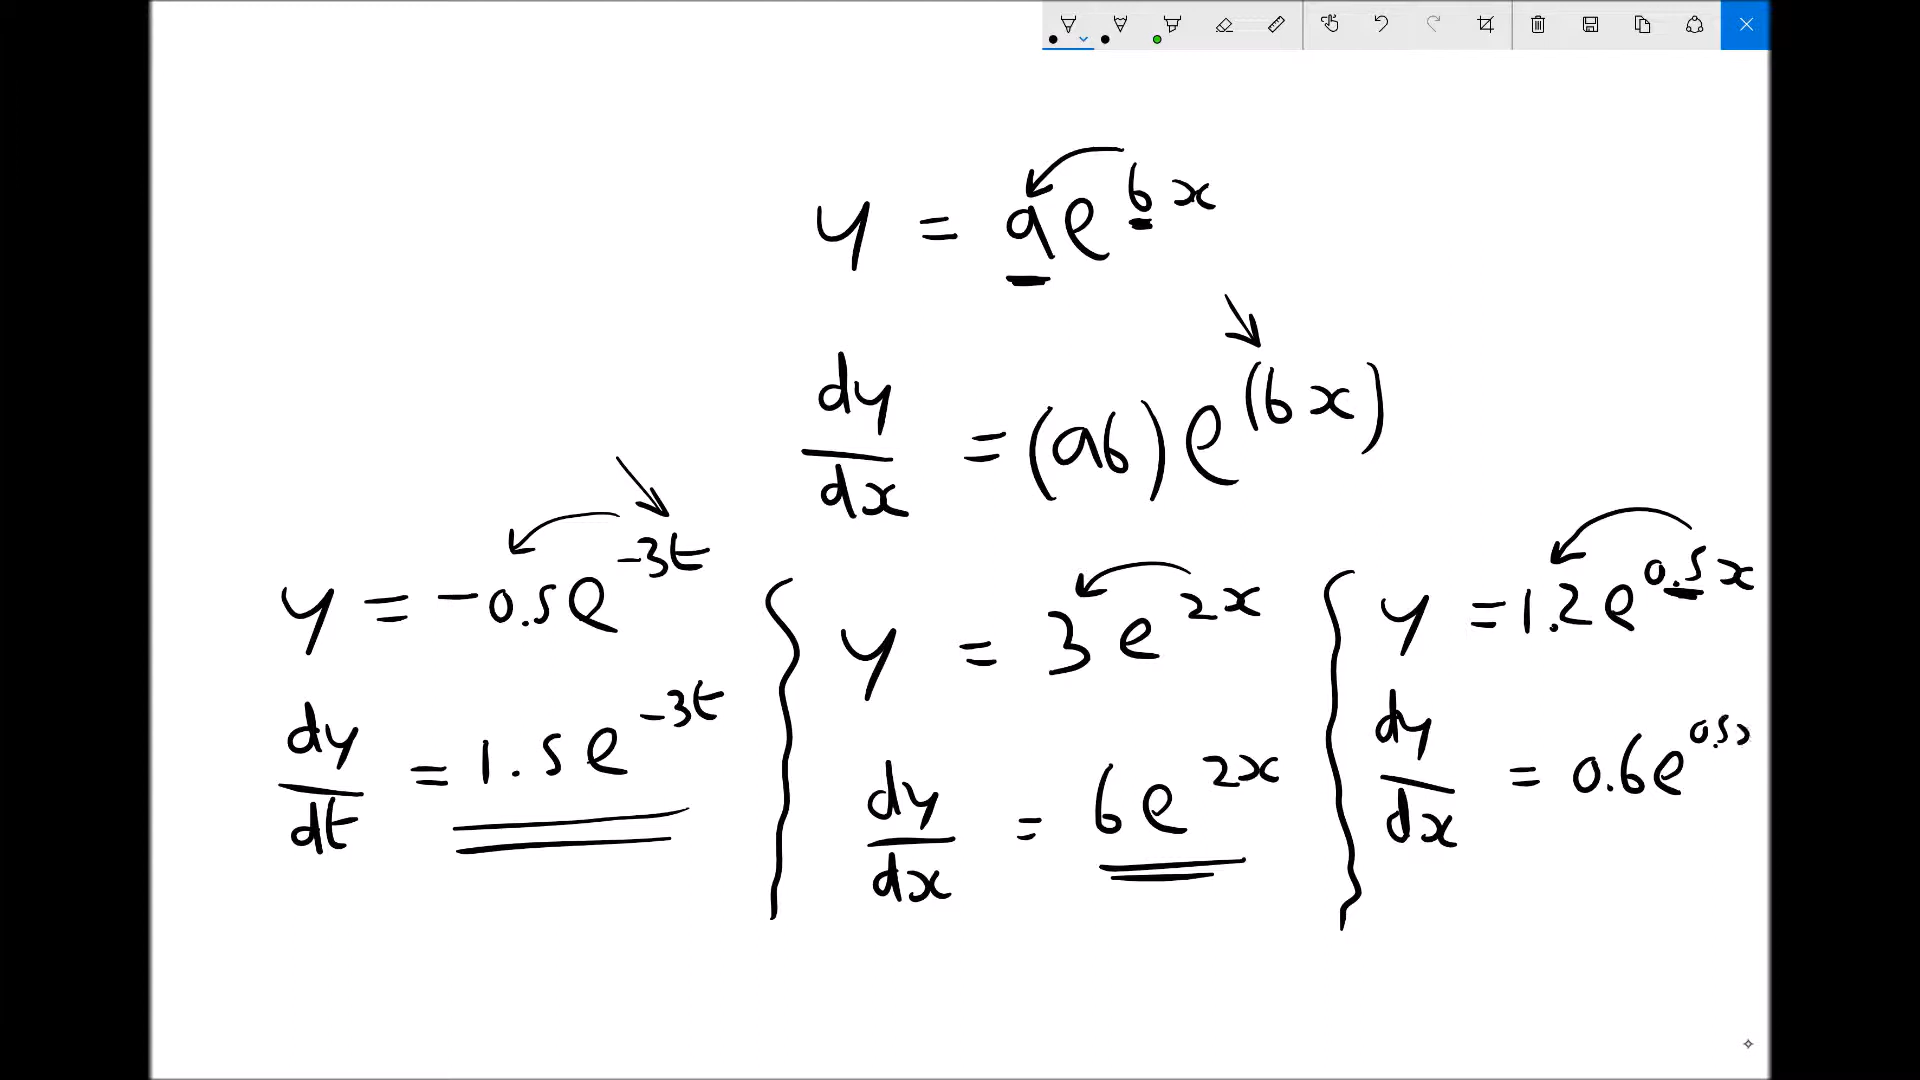 y = ae^{bx}
dy/dx = (ab)e^{(bx)}
y = -0.5e^{-3t}
dy/dt = 1.5e^{-3t}
y = 3e^{2x}
dy/dx = 6e^{2x}
y = 1.2e^{0.5x}
dy/dx = 0.6e^{0.5x}